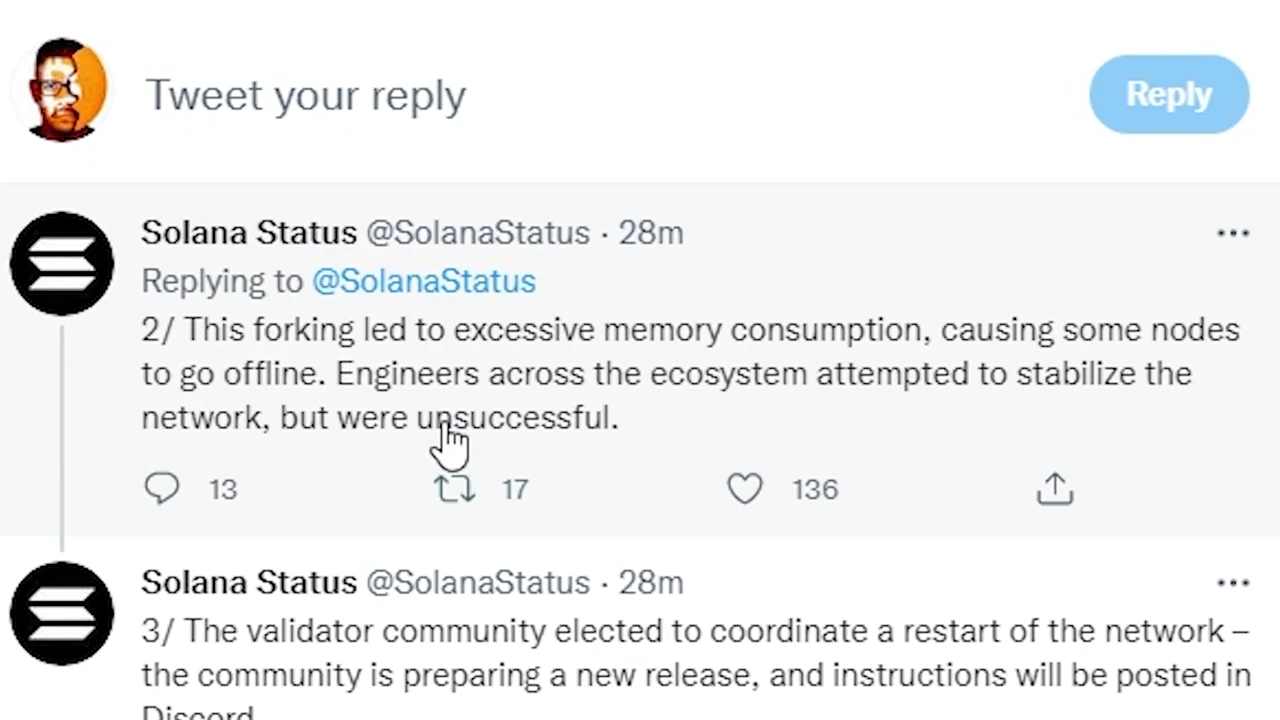 Tweet your reply
Reply
Solana Status @SolanaStatus · 28m
Replying to @SolanaStatus
2/ This forking led to excessive memory consumption, causing some nodes
to go offline. Engineers across the ecosystem attempted to stabilize the
network, but were unsuccessful.
13 17 136
Solana Status @SolanaStatus · 28m
3/ The validator community elected to coordinate a restart of the network –
the community is preparing a new release, and instructions will be posted in
Discord